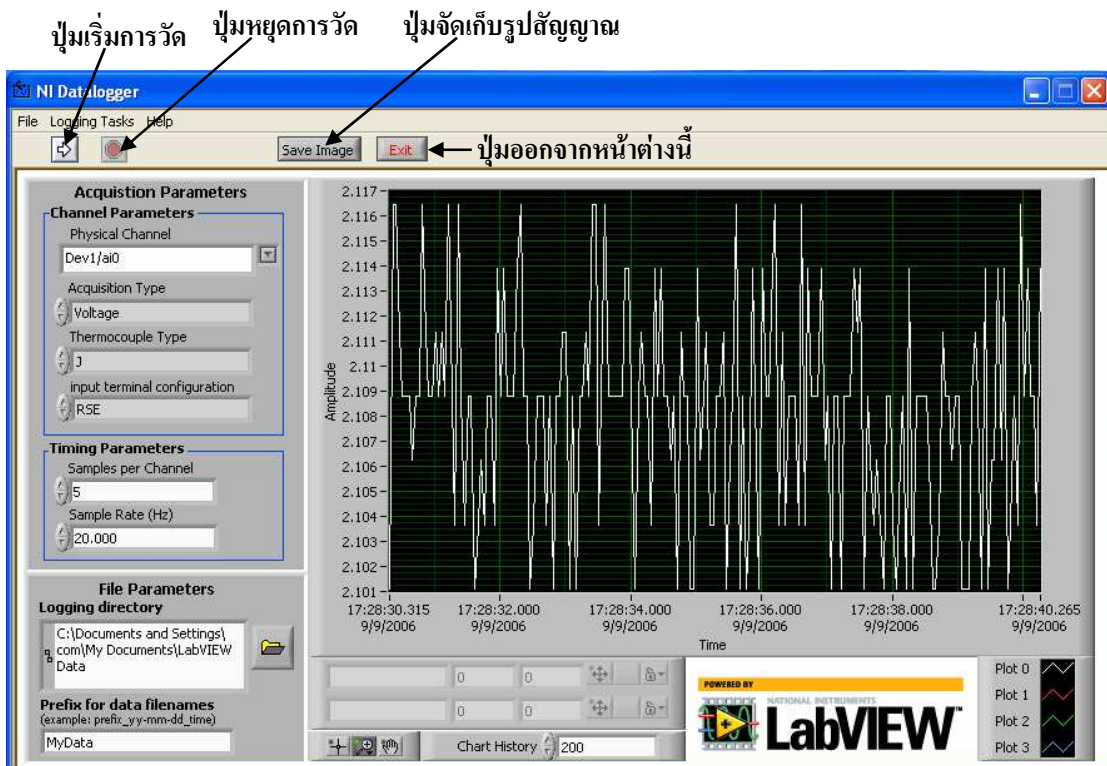 ปุ่มเริ่มการวัด
ปุ่มหยุดการวัด
ปุ่มจัดเก็บรูปสัญญาณ
NI Datalogger
File Logging Tasks Help
Save Image
Exit
ปุ่มออกจากหน้าต่างนี้
Acquistion Parameters
Channel Parameters
Physical Channel
Dev1/ai0
Acquisition Type
Voltage
Thermocouple Type
J
input terminal configuration
RSE
Timing Parameters
Samples per Channel
5
Sample Rate (Hz)
20.000
File Parameters
Logging directory
C:\Documents and Settings\
com\My Documents\LabVIEW
Data
Prefix for data filenames
(example: prefix_yy-mm-dd_time)
MyData
Amplitude
2.117
2.116
2.115
2.114
2.113
2.112
2.111
2.11
2.109
2.108
2.107
2.106
2.105
2.104
2.103
2.102
2.101
17:28:30.315 17:28:32.000 17:28:34.000 17:28:36.000 17:28:38.000 17:28:40.265
9/9/2006 9/9/2006 9/9/2006 9/9/2006 9/9/2006 9/9/2006
Time
0 0
0 0
Chart History 200
POWERED BY
NATIONAL INSTRUMENTS
LabVIEW™
Plot 0
Plot 1
Plot 2
Plot 3